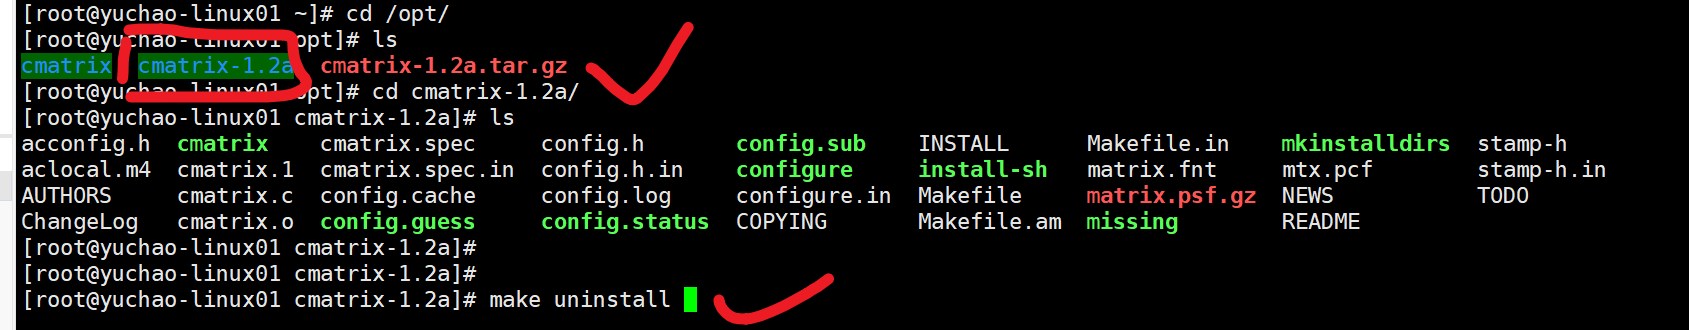 [root@yuchao-linux01 ~]# cd /opt/
[root@yuchao-linux01 opt]# ls
cmatrix  cmatrix-1.2a  cmatrix-1.2a.tar.gz
[root@yuchao-linux01 opt]# cd cmatrix-1.2a/
[root@yuchao-linux01 cmatrix-1.2a]# ls
acconfig.h  cmatrix    cmatrix.spec     config.h       config.sub    INSTALL     Makefile.in    mkinstalldirs  stamp-h
aclocal.m4  cmatrix.1  cmatrix.spec.in  config.h.in    configure     install-sh  matrix.fnt     mtx.pcf        stamp-h.in
AUTHORS     cmatrix.c  config.cache     config.log     configure.in  Makefile    matrix.psf.gz  NEWS           TODO
ChangeLog   cmatrix.o  config.guess     config.status  COPYING       Makefile.am  missing        README
[root@yuchao-linux01 cmatrix-1.2a]#
[root@yuchao-linux01 cmatrix-1.2a]#
[root@yuchao-linux01 cmatrix-1.2a]# make uninstall